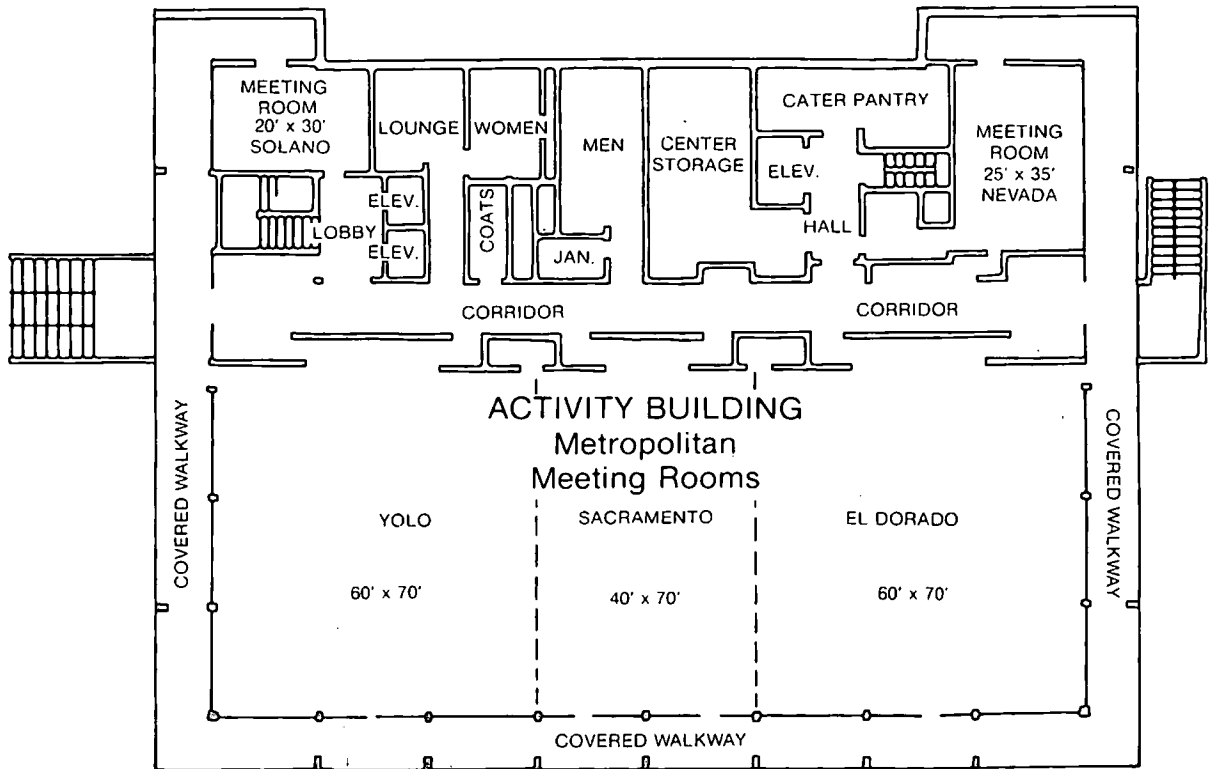 MEETING
ROOM
20' x 30'
SOLANO
LOUNGE
WOMEN
MEN
CENTER
STORAGE
CATER PANTRY
ELEV.
MEETING
ROOM
25' x 35'
NEVADA
ELEV.
LOBBY
ELEV.
COATS
JAN.
HALL
CORRIDOR
CORRIDOR
ACTIVITY BUILDING
Metropolitan
Meeting Rooms
COVERED WALKWAY
YOLO
SACRAMENTO
EL DORADO
60' x 70'
40' x 70'
60' x 70'
COVERED WALKWAY
COVERED WALKWAY